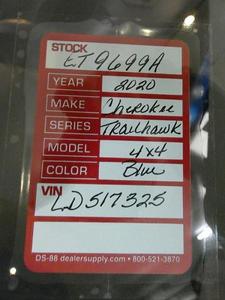 STOCK LT9699A
YEAR 2020
MAKE Cherokee
SERIES Trailhawk
MODEL 4x4
COLOR Blue
VIN LD517325
DS-88 dealersupply.com • 800-521-3870